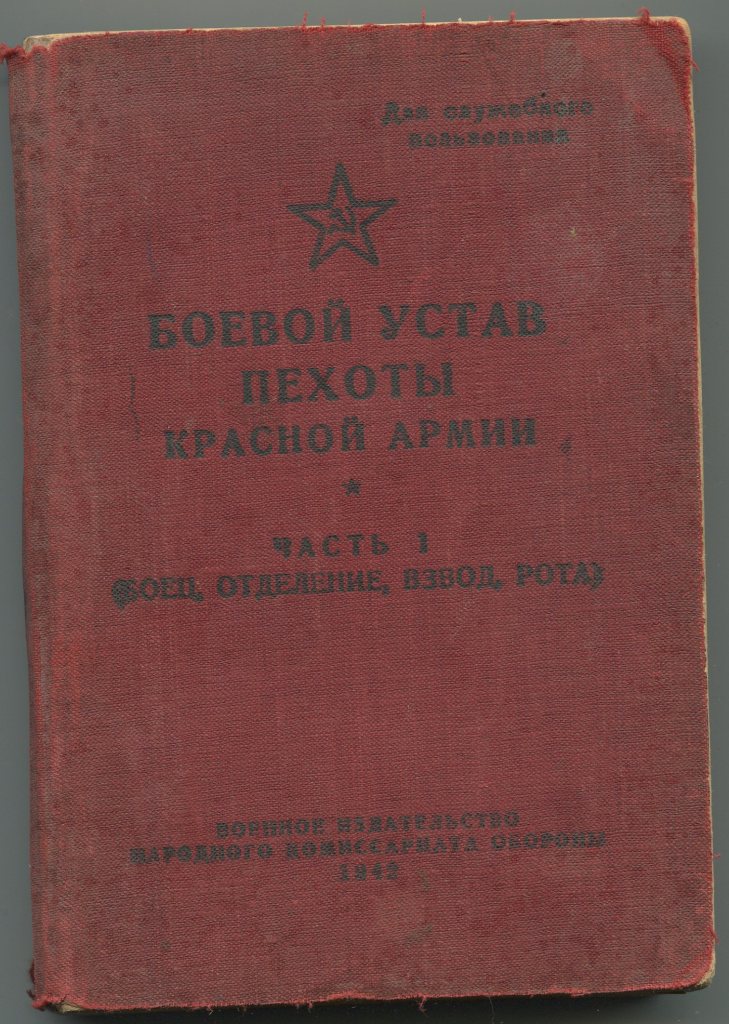 Для служебного
пользования
БОЕВОЙ УСТАВ
ПЕХОТЫ
КРАСНОЙ АРМИИ
ЧАСТЬ 1
(БОЕЦ, ОТДЕЛЕНИЕ, ВЗВОД, РОТА)
ВОЕННОЕ ИЗДАТЕЛЬСТВО
НАРОДНОГО КОМИССАРИАТА ОБОРОНЫ
1942